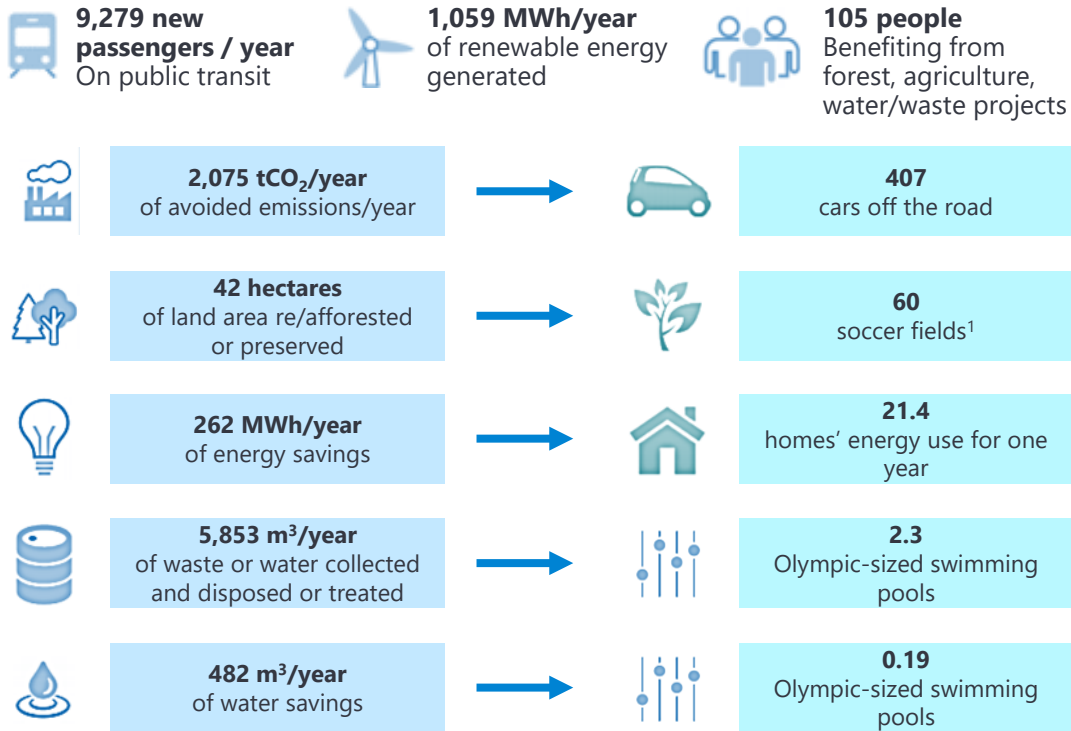 9,279 new
passengers / year
On public transit
1,059 MWh/year
of renewable energy
generated
105 people
Benefiting from
forest, agriculture,
water/waste projects
2,075 tCO₂/year
of avoided emissions/year
407
cars off the road
42 hectares
of land area re/afforested
or preserved
60
soccer fields¹
262 MWh/year
of energy savings
21.4
homes’ energy use for one
year
5,853 m³/year
of waste or water collected
and disposed or treated
2.3
Olympic-sized swimming
pools
482 m³/year
of water savings
0.19
Olympic-sized swimming
pools